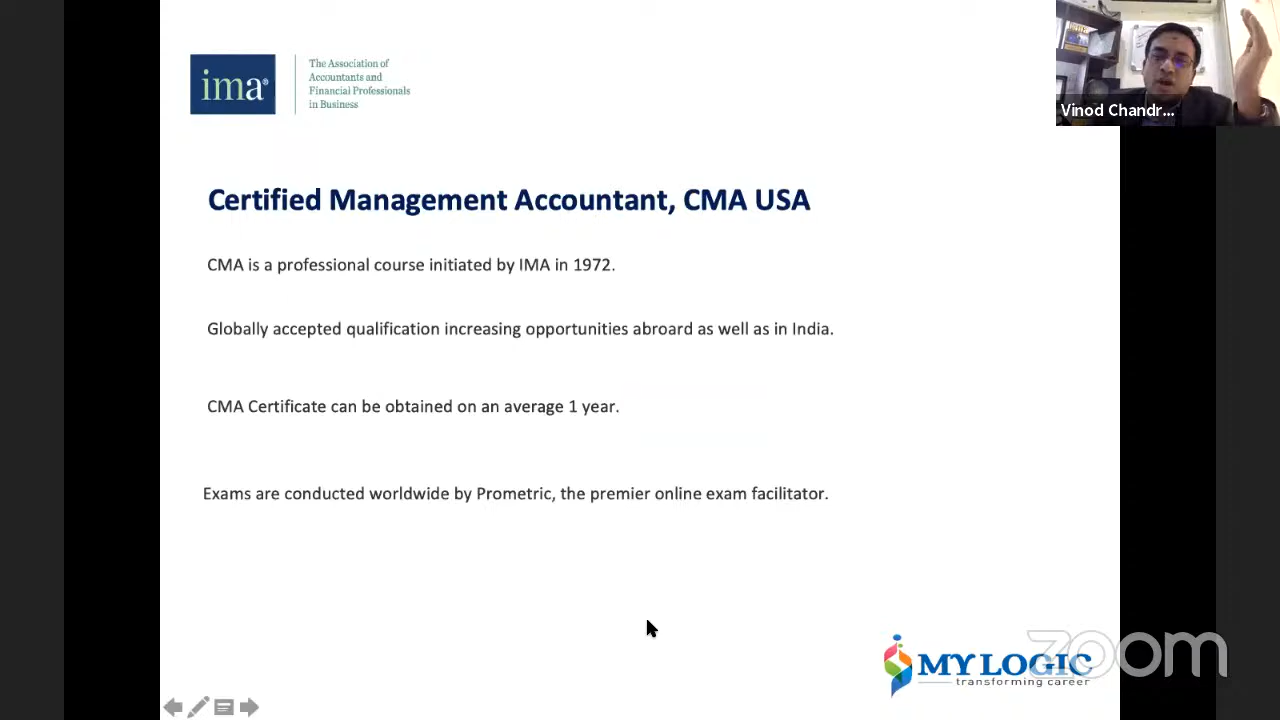 ima®
The Association of
Accountants and
Financial Professionals
in Business
Vinod Chandr...
Certified Management Accountant, CMA USA
CMA is a professional course initiated by IMA in 1972.
Globally accepted qualification increasing opportunities abroard as well as in India.
CMA Certificate can be obtained on an average 1 year.
Exams are conducted worldwide by Prometric, the premier online exam facilitator.
MY LOGIC
transforming career
zoom